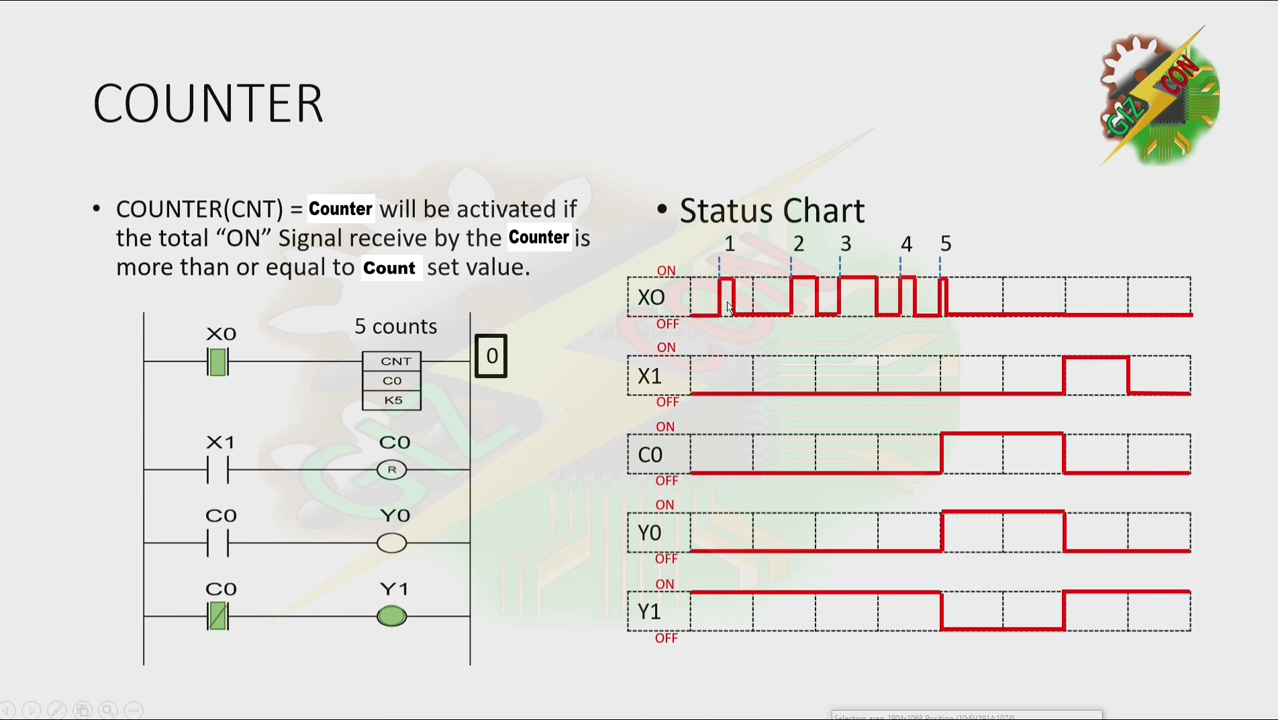 COUNTER
GIZ
CON
• COUNTER(CNT) = Counter will be activated if
the total “ON” Signal receive by the Counter is
more than or equal to Count set value.
X0
5 counts
CNT
C0
K5
0
X1
C0
R
C0
Y0
C0
Y1
• Status Chart
1 2 3 4 5
ON
XO
OFF
ON
X1
OFF
ON
C0
OFF
ON
Y0
OFF
ON
Y1
OFF